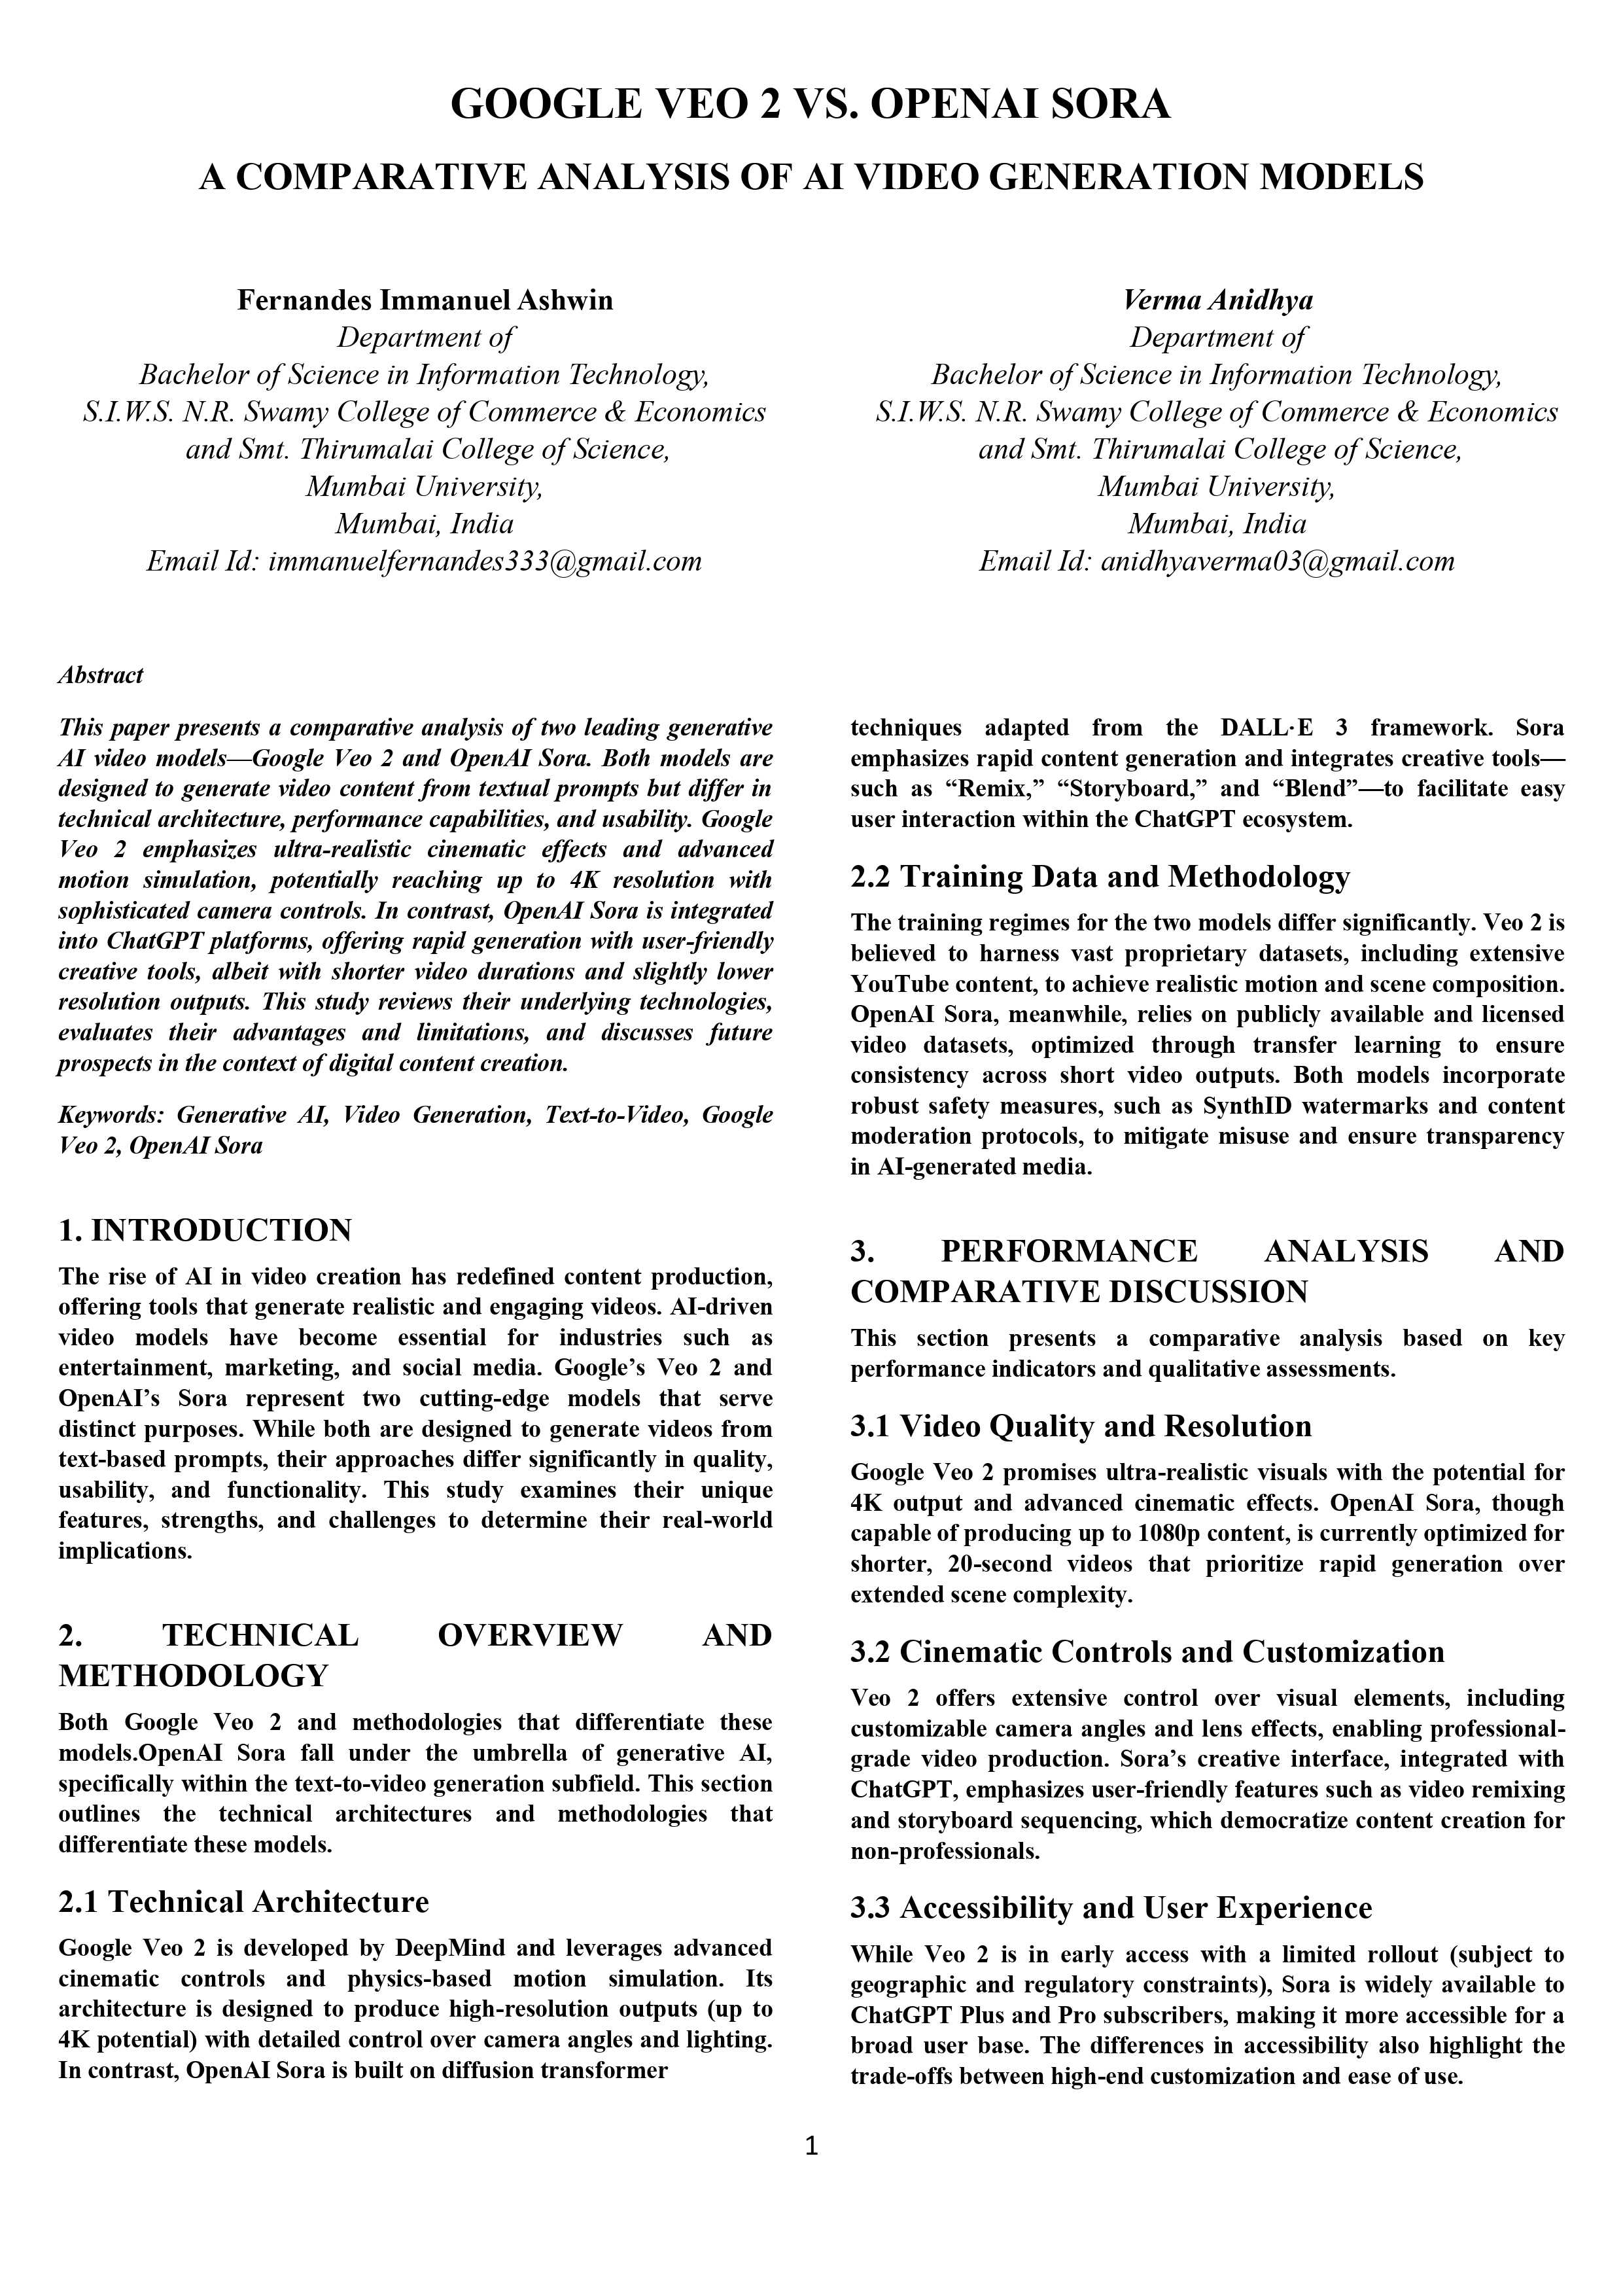 GOOGLE VEO 2 VS. OPENAI SORA
A COMPARATIVE ANALYSIS OF AI VIDEO GENERATION MODELS
Fernandes Immanuel Ashwin
Department of
Bachelor of Science in Information Technology,
S.I.W.S. N.R. Swamy College of Commerce & Economics
and Smt. Thirumalai College of Science,
Mumbai University,
Mumbai, India
Email Id: immanuelfernandes333@gmail.com
Verma Anidhya
Department of
Bachelor of Science in Information Technology,
S.I.W.S. N.R. Swamy College of Commerce & Economics
and Smt. Thirumalai College of Science,
Mumbai University,
Mumbai, India
Email Id: anidhyaverma03@gmail.com
Abstract
This paper presents a comparative analysis of two leading generative
AI video models—Google Veo 2 and OpenAI Sora. Both models are
designed to generate video content from textual prompts but differ in
technical architecture, performance capabilities, and usability. Google
Veo 2 emphasizes ultra-realistic cinematic effects and advanced
motion simulation, potentially reaching up to 4K resolution with
sophisticated camera controls. In contrast, OpenAI Sora is integrated
into ChatGPT platforms, offering rapid generation with user-friendly
creative tools, albeit with shorter video durations and slightly lower
resolution outputs. This study reviews their underlying technologies,
evaluates their advantages and limitations, and discusses future
prospects in the context of digital content creation.
Keywords: Generative AI, Video Generation, Text-to-Video, Google
Veo 2, OpenAI Sora
1. INTRODUCTION
The rise of AI in video creation has redefined content production,
offering tools that generate realistic and engaging videos. AI-driven
video models have become essential for industries such as
entertainment, marketing, and social media. Google’s Veo 2 and
OpenAI’s Sora represent two cutting-edge models that serve
distinct purposes. While both are designed to generate videos from
text-based prompts, their approaches differ significantly in quality,
usability, and functionality. This study examines their unique
features, strengths, and challenges to determine their real-world
implications.
2. TECHNICAL OVERVIEW AND
METHODOLOGY
Both Google Veo 2 and methodologies that differentiate these
models.OpenAI Sora fall under the umbrella of generative AI,
specifically within the text-to-video generation subfield. This section
outlines the technical architectures and methodologies that
differentiate these models.
2.1 Technical Architecture
Google Veo 2 is developed by DeepMind and leverages advanced
cinematic controls and physics-based motion simulation. Its
architecture is designed to produce high-resolution outputs (up to
4K potential) with detailed control over camera angles and lighting.
In contrast, OpenAI Sora is built on diffusion transformer
techniques adapted from the DALL·E 3 framework. Sora
emphasizes rapid content generation and integrates creative tools—
such as “Remix,” “Storyboard,” and “Blend”—to facilitate easy
user interaction within the ChatGPT ecosystem.
2.2 Training Data and Methodology
The training regimes for the two models differ significantly. Veo 2 is
believed to harness vast proprietary datasets, including extensive
YouTube content, to achieve realistic motion and scene composition.
OpenAI Sora, meanwhile, relies on publicly available and licensed
video datasets, optimized through transfer learning to ensure
consistency across short video outputs. Both models incorporate
robust safety measures, such as SynthID watermarks and content
moderation protocols, to mitigate misuse and ensure transparency
in AI-generated media.
3. PERFORMANCE ANALYSIS AND
COMPARATIVE DISCUSSION
This section presents a comparative analysis based on key
performance indicators and qualitative assessments.
3.1 Video Quality and Resolution
Google Veo 2 promises ultra-realistic visuals with the potential for
4K output and advanced cinematic effects. OpenAI Sora, though
capable of producing up to 1080p content, is currently optimized for
shorter, 20-second videos that prioritize rapid generation over
extended scene complexity.
3.2 Cinematic Controls and Customization
Veo 2 offers extensive control over visual elements, including
customizable camera angles and lens effects, enabling professional-
grade video production. Sora’s creative interface, integrated with
ChatGPT, emphasizes user-friendly features such as video remixing
and storyboard sequencing, which democratize content creation for
non-professionals.
3.3 Accessibility and User Experience
While Veo 2 is in early access with a limited rollout (subject to
geographic and regulatory constraints), Sora is widely available to
ChatGPT Plus and Pro subscribers, making it more accessible for a
broad user base. The differences in accessibility also highlight the
trade-offs between high-end customization and ease of use.
1